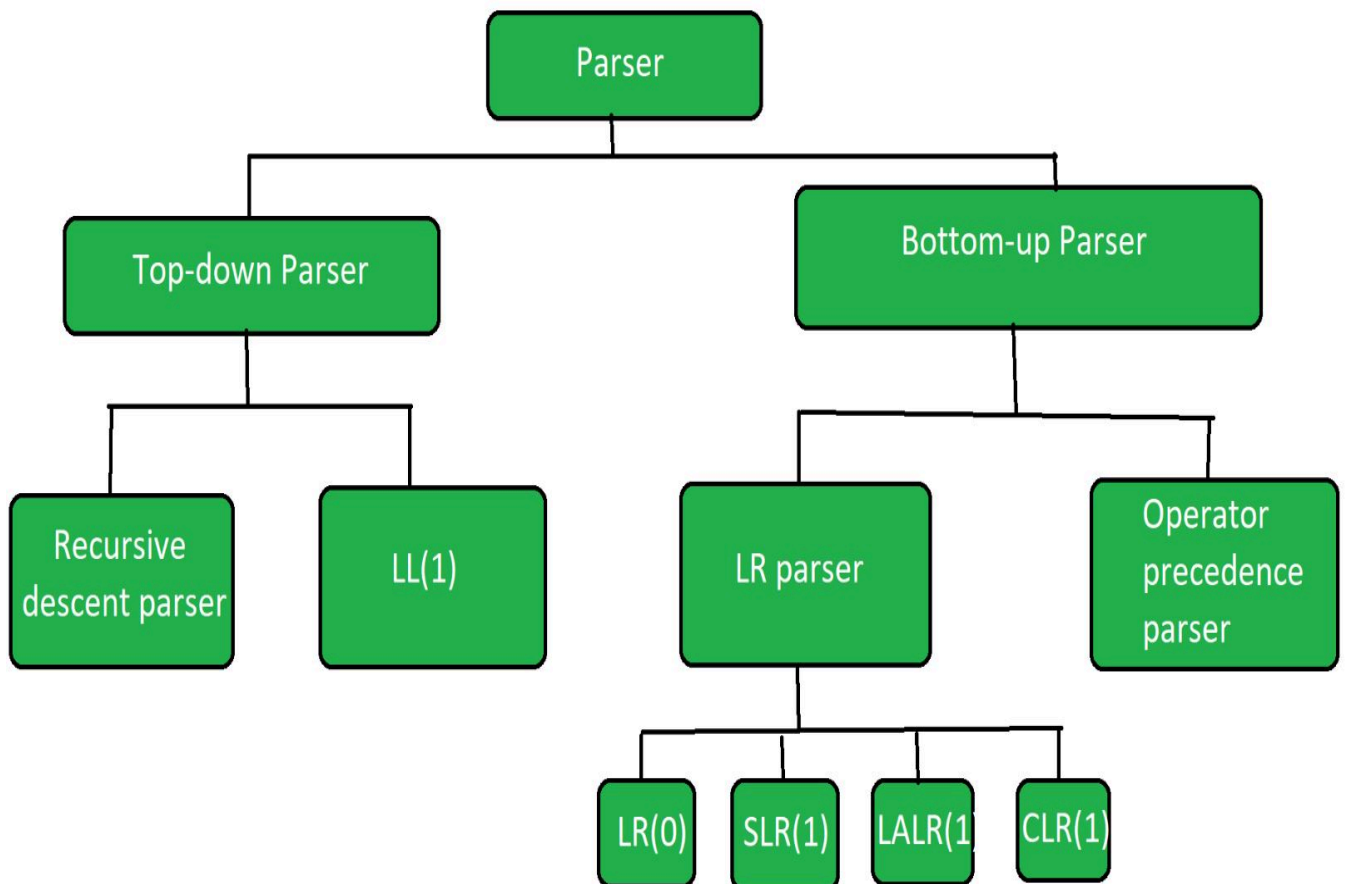 Parser
Top-down Parser
Bottom-up Parser
Recursive
descent parser
LL(1)
LR parser
Operator
precedence
parser
LR(0)
SLR(1)
LALR(1)
CLR(1)